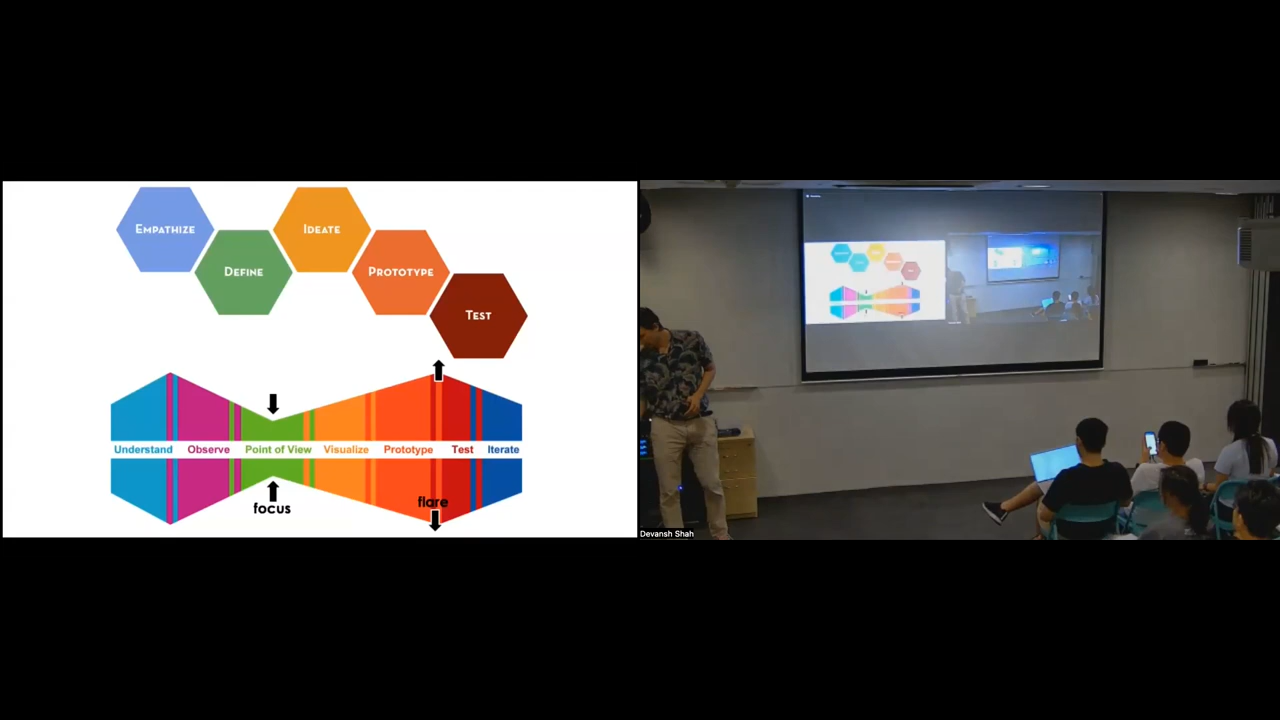 EMPATHIZE
IDEATE
DEFINE
PROTOTYPE
TEST
Understand Observe Point of View Visualize Prototype Test Iterate
focus
flare
Devansh Shah